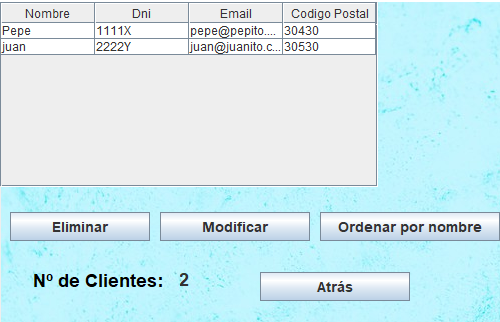 Nombre Dni Email Codigo Postal
Pepe 1111X pepe@pepito.... 30430
juan 2222Y juan@juanito.c... 30530
Eliminar Modificar Ordenar por nombre
Nº de Clientes: 2
Atrás